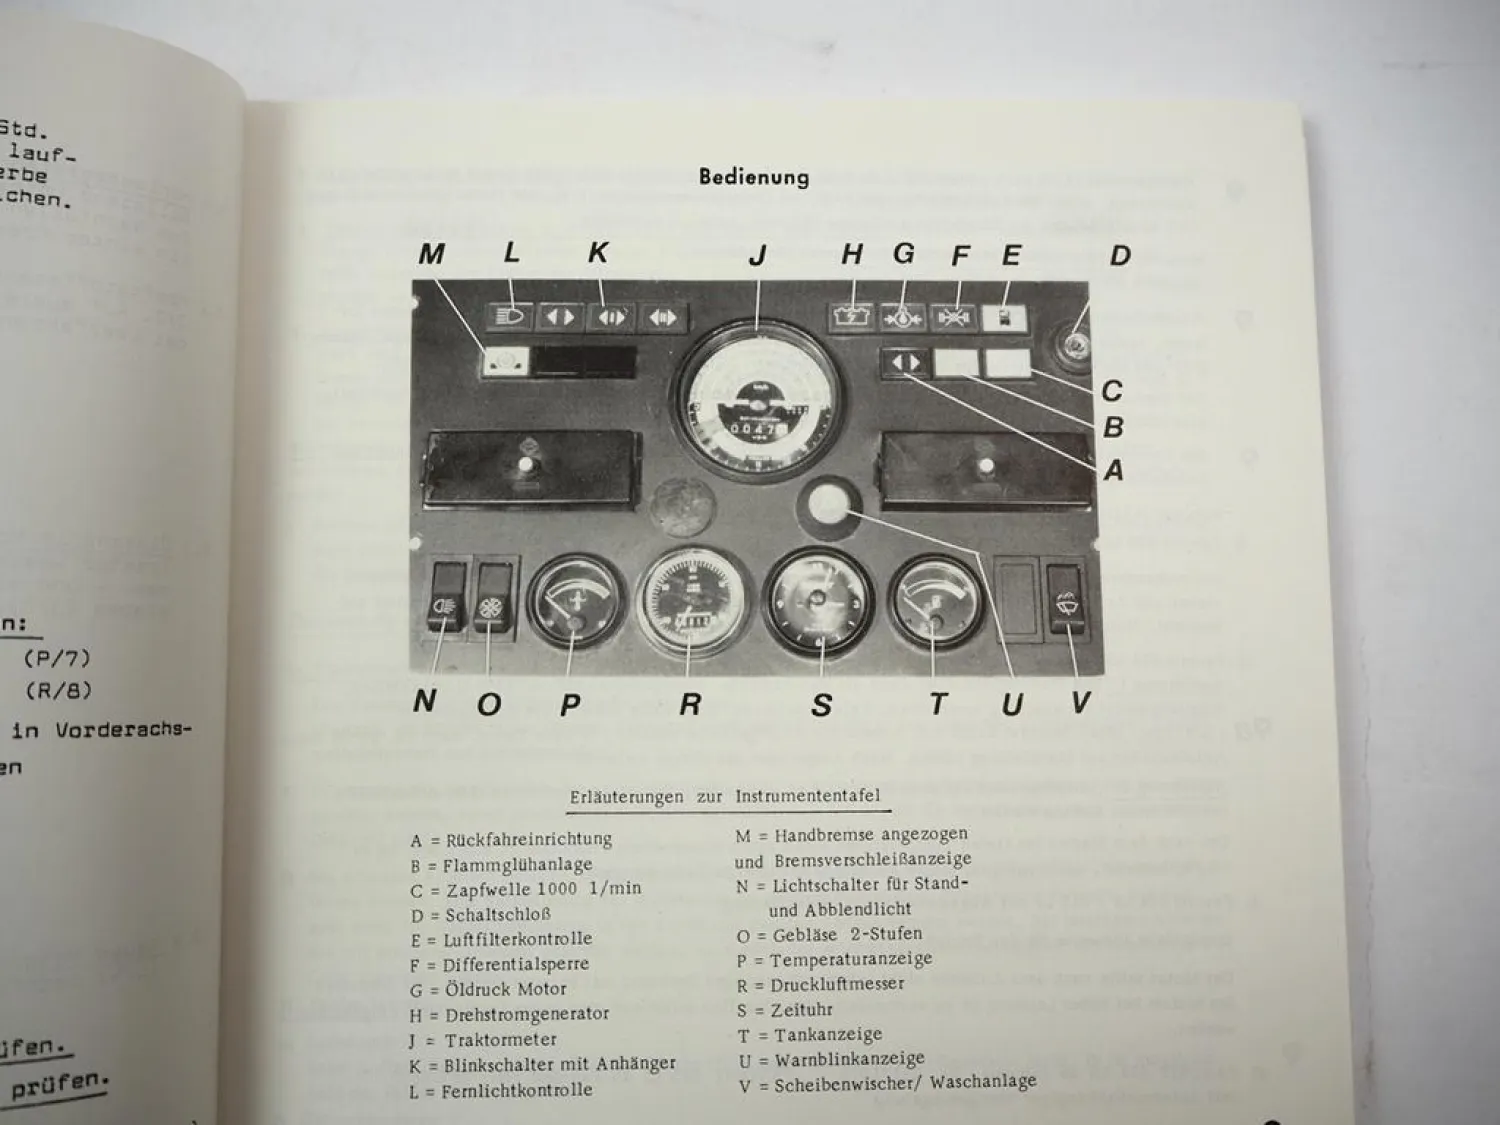 Std.
lauf-
erbe
chen.
n:
(P/7)
(R/8)
in Vorderachs-
en
üfen.
prüfen.
Bedienung
M L K J H G F E D
C
B
A
0047
N O P R S T U V
Erläuterungen zur Instrumententafel
A = Rückfahreinrichtung
B = Flammglühanlage
C = Zapfwelle 1000 1/min
D = Schaltschloß
E = Luftfilterkontrolle
F = Differentialsperre
G = Öldruck Motor
H = Drehstromgenerator
J = Traktormeter
K = Blinkschalter mit Anhänger
L = Fernlichtkontrolle
M = Handbremse angezogen
und Bremsverschleißanzeige
N = Lichtschalter für Stand-
und Abblendlicht
O = Gebläse 2-Stufen
P = Temperaturanzeige
R = Druckluftmesser
S = Zeituhr
T = Tankanzeige
U = Warnblinkanzeige
V = Scheibenwischer/ Waschanlage